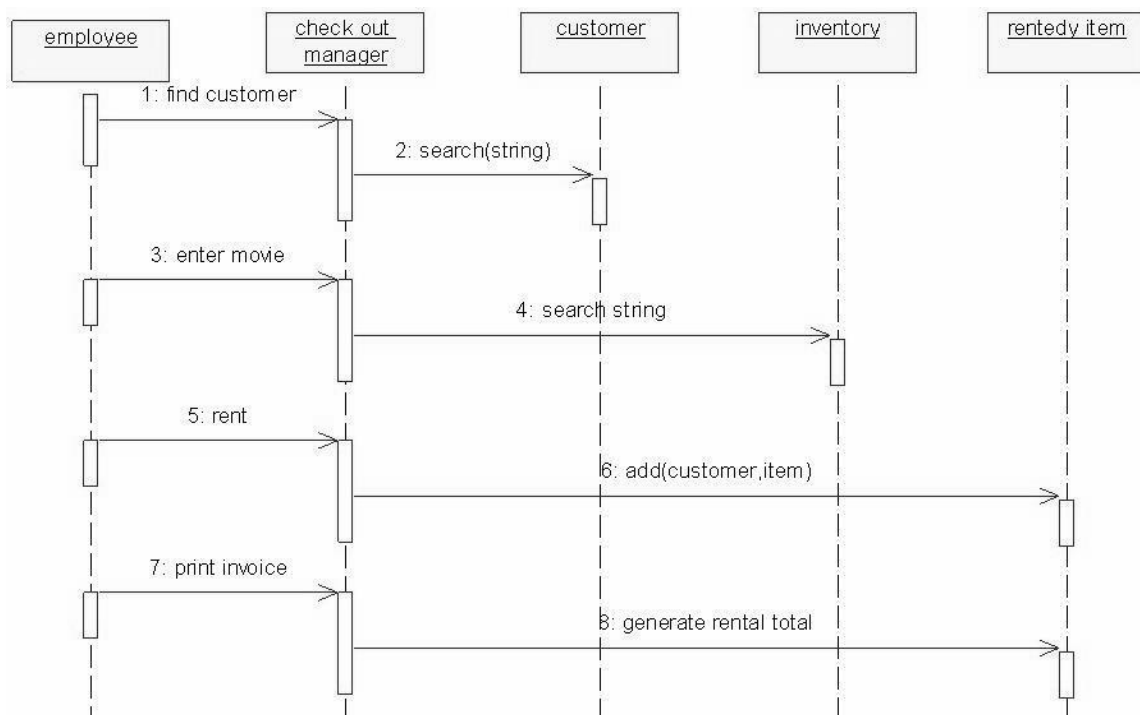 employee
check out
manager
customer
inventory
rentedy item
1: find customer
2: search(string)
3: enter movie
4: search string
5: rent
6: add(customer,item)
7: print invoice
8: generate rental total